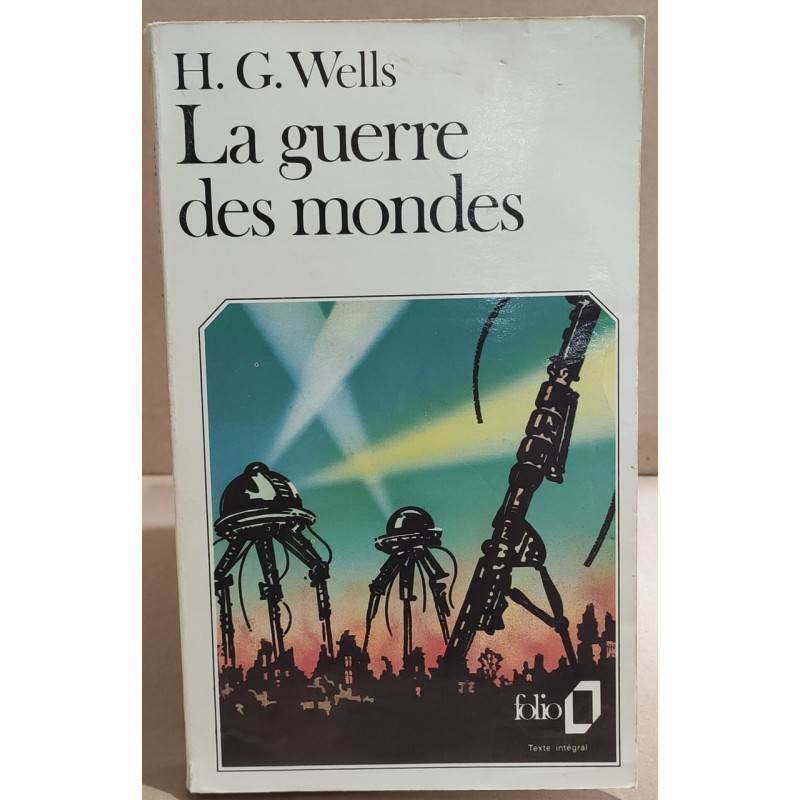 H. G. Wells
La guerre
des mondes
folio
Texte intégral